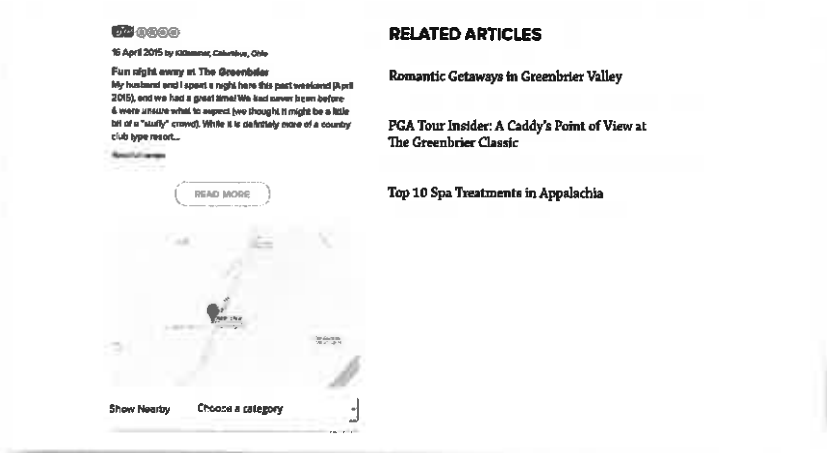 16 April 2015 by Columbus, Ohio
Fun night away at The Greenbrier
My husband and I spent a night here this past weekend (April
2015), and we had a great time! We had never been before
& were unsure what to expect (we thought it might be a little
bit of a "stuffy" crowd). While it is definitely more of a country
club type resort...
READ MORE
Show Nearby Choose a category
RELATED ARTICLES
Romantic Getaways in Greenbrier Valley
PGA Tour Insider: A Caddy's Point of View at
The Greenbrier Classic
Top 10 Spa Treatments in Appalachia